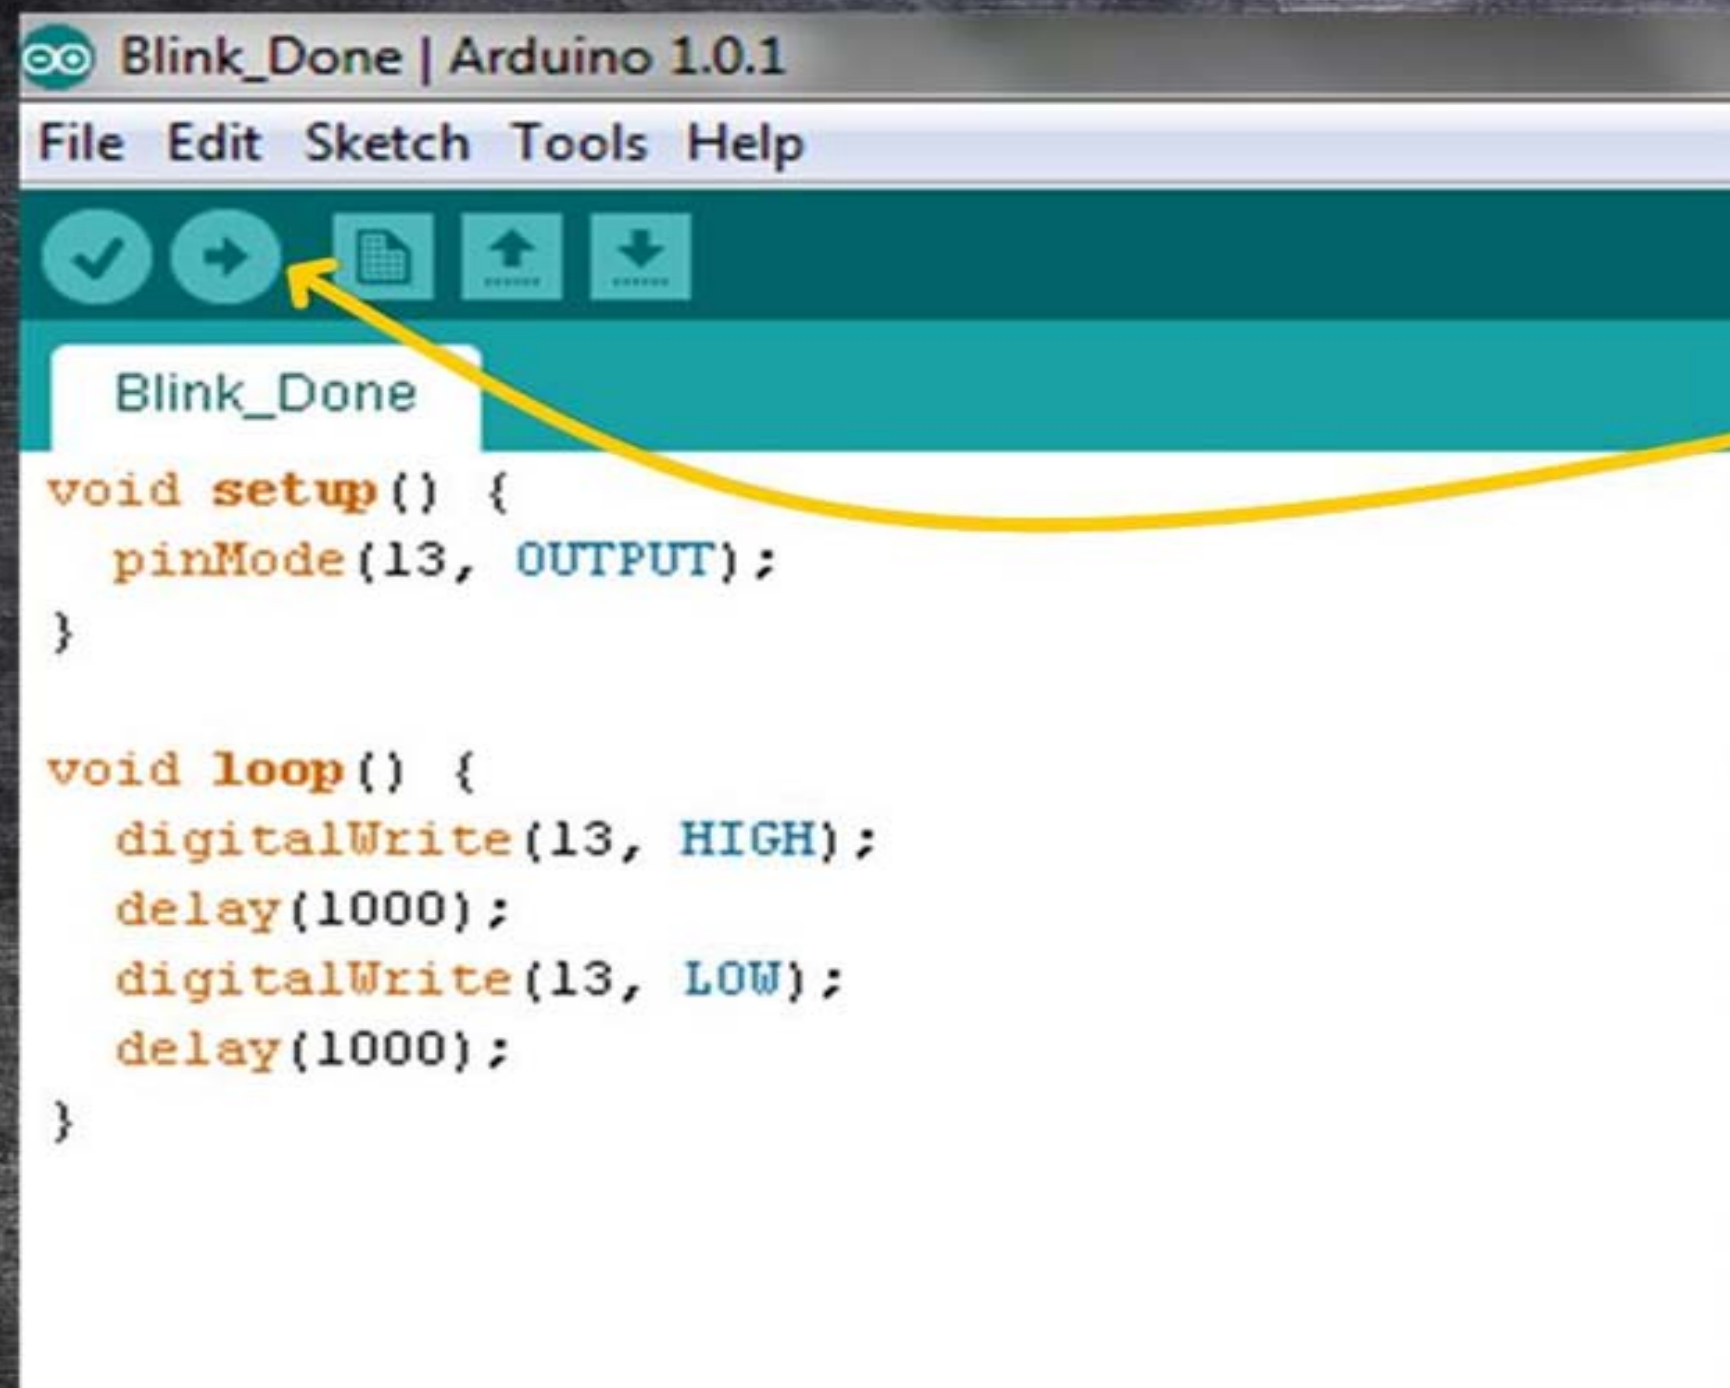 Blink_Done | Arduino 1.0.1
File Edit Sketch Tools Help
Blink_Done
void setup() {
  pinMode(13, OUTPUT);
}
void loop() {
  digitalWrite(13, HIGH);
  delay(1000);
  digitalWrite(13, LOW);
  delay(1000);
}